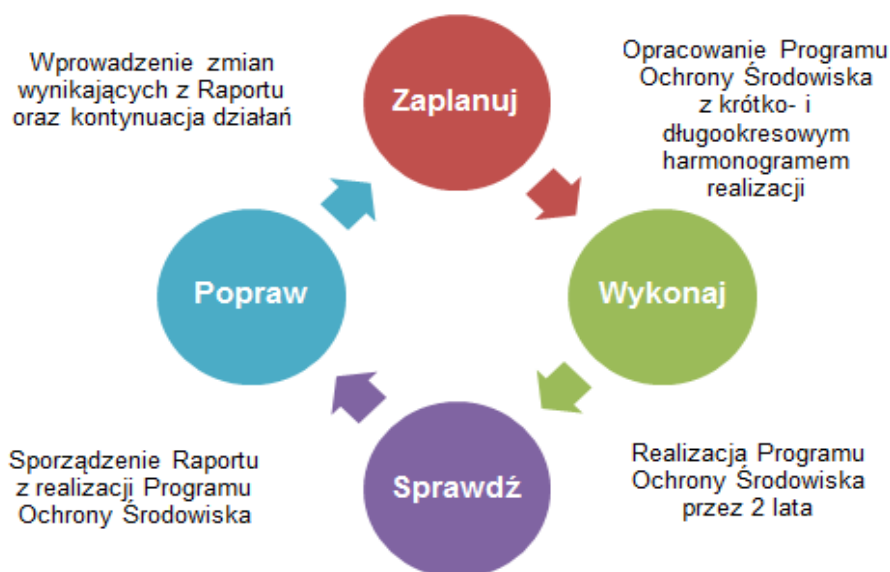 Wprowadzenie zmian
wynikających z Raportu
oraz kontynuacja działań
Zaplanuj
Opracowanie Programu
Ochrony Środowiska
z krótko- i
długookresowym
harmonogramem
realizacji
Popraw
Wykonaj
Sporządzenie Raportu
z realizacji Programu
Ochrony Środowiska
Sprawdź
Realizacja Programu
Ochrony Środowiska
przez 2 lata